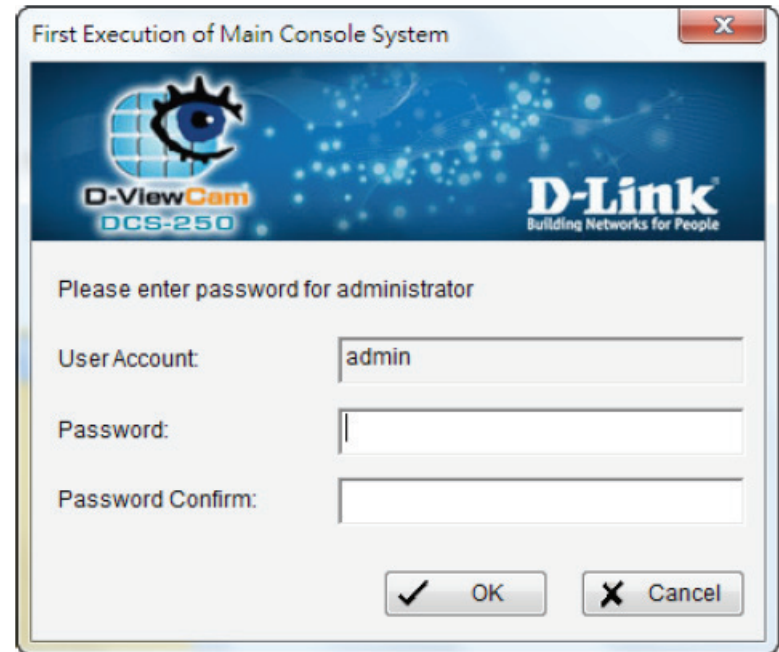 First Execution of Main Console System
D-ViewCam
DCS-250
D-Link
Building Networks for People
Please enter password for administrator
User Account:
admin
Password:
Password Confirm:
OK
Cancel